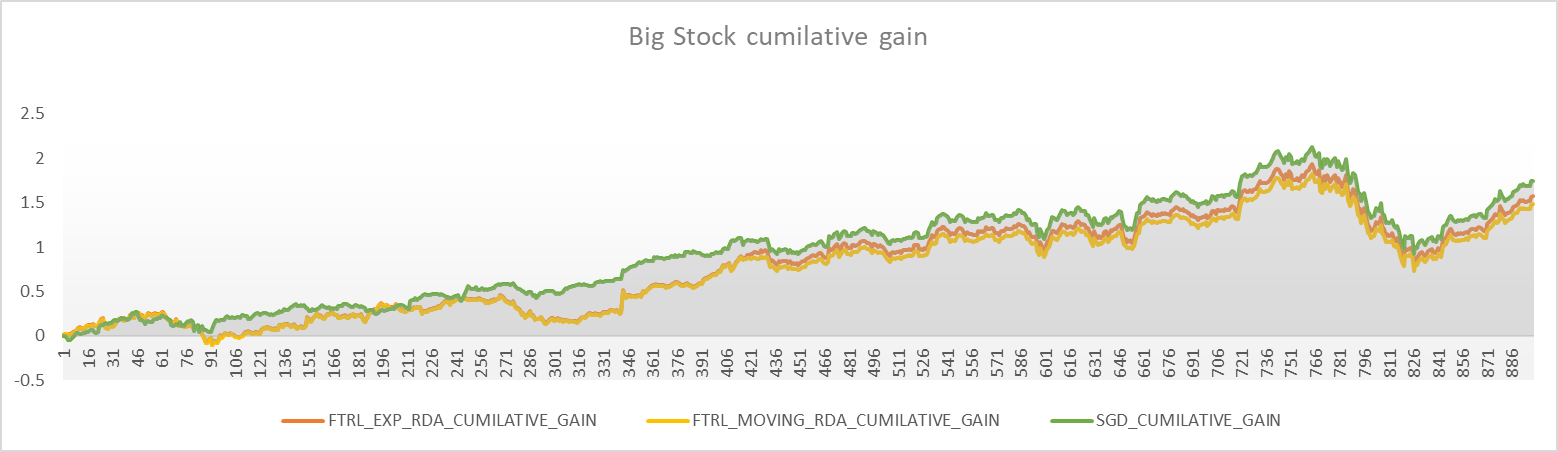 Big Stock cumilative gain
2.5
2
1.5
1
0.5
0
-0.5
1 16 31 46 61 76 91 106 121 136 151 166 181 196 211 226 241 256 271 286 301 316 331 346 361 376 391 406 421 436 451 466 481 496 511 526 541 556 571 586 601 616 631 646 661 676 691 706 721 736 751 766 781 796 811 826 841 856 871 886
FTRL_EXP_RDA_CUMILATIVE_GAIN FTRL_MOVING_RDA_CUMILATIVE_GAIN SGD_CUMILATIVE_GAIN